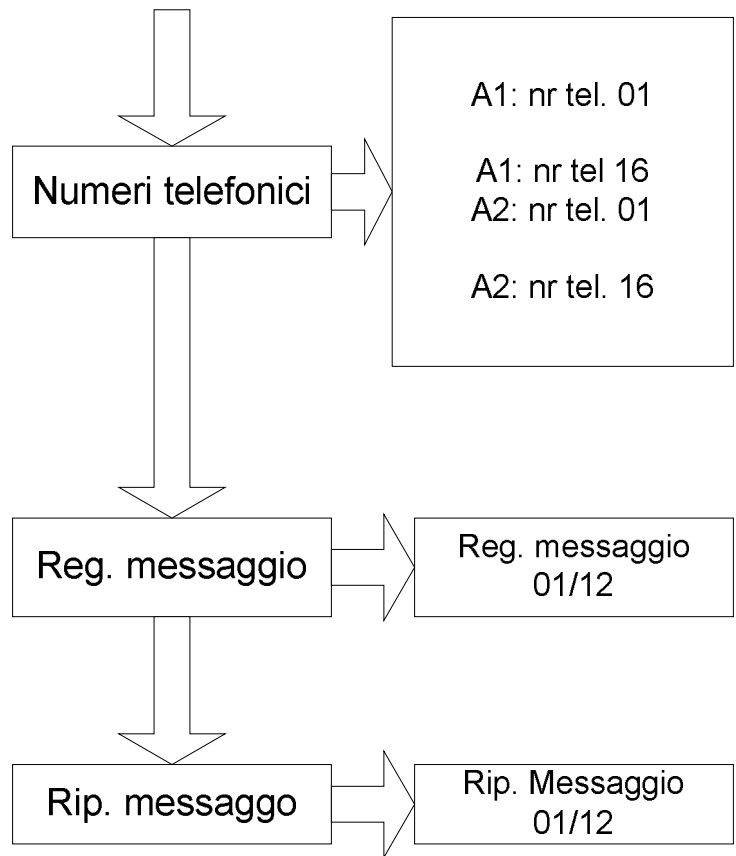 Numeri telefonici
A1: nr tel. 01
A1: nr tel 16
A2: nr tel. 01
A2: nr tel. 16
Reg. messaggio
Reg. messaggio
01/12
Rip. messaggo
Rip. Messaggio
01/12